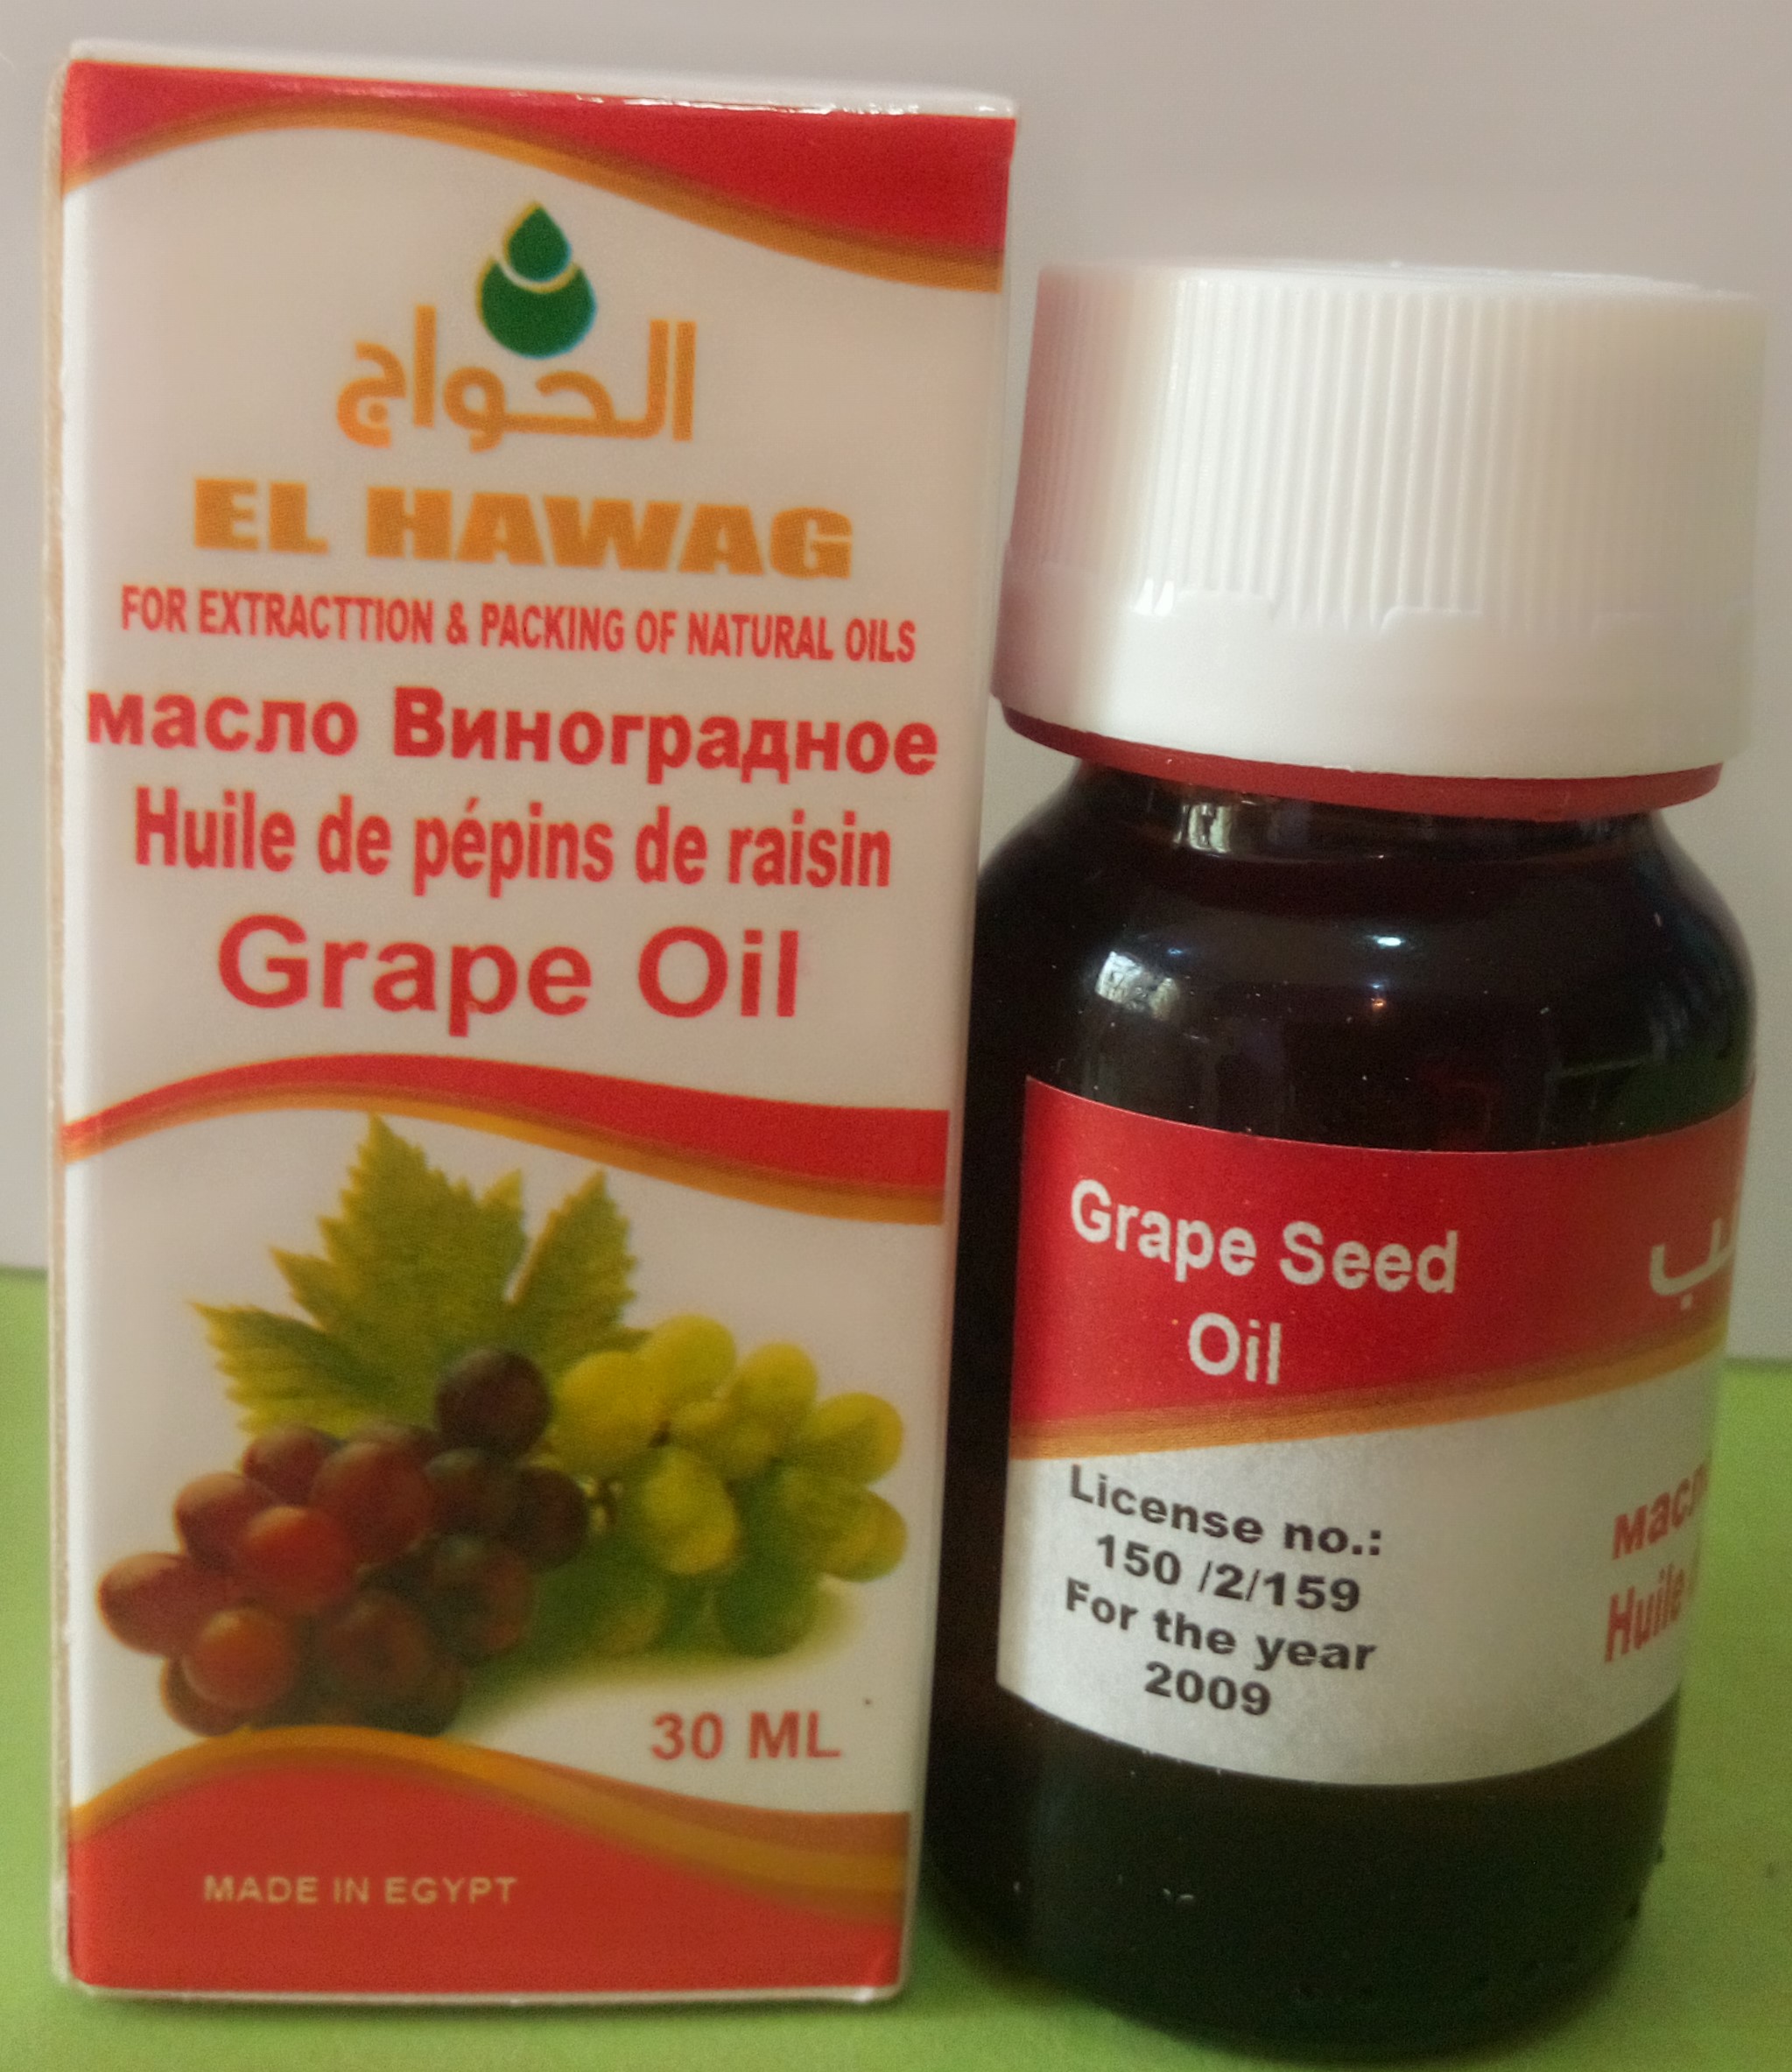 الحواج
EL HAWAG
FOR EXTRACTTION & PACKING OF NATURAL OILS
масло Виноградное
Huile de pépins de raisin
Grape Oil
30 ML
MADE IN EGYPT
Grape Seed
Oil
License no.:
150 /2/159
For the year
2009
Huile